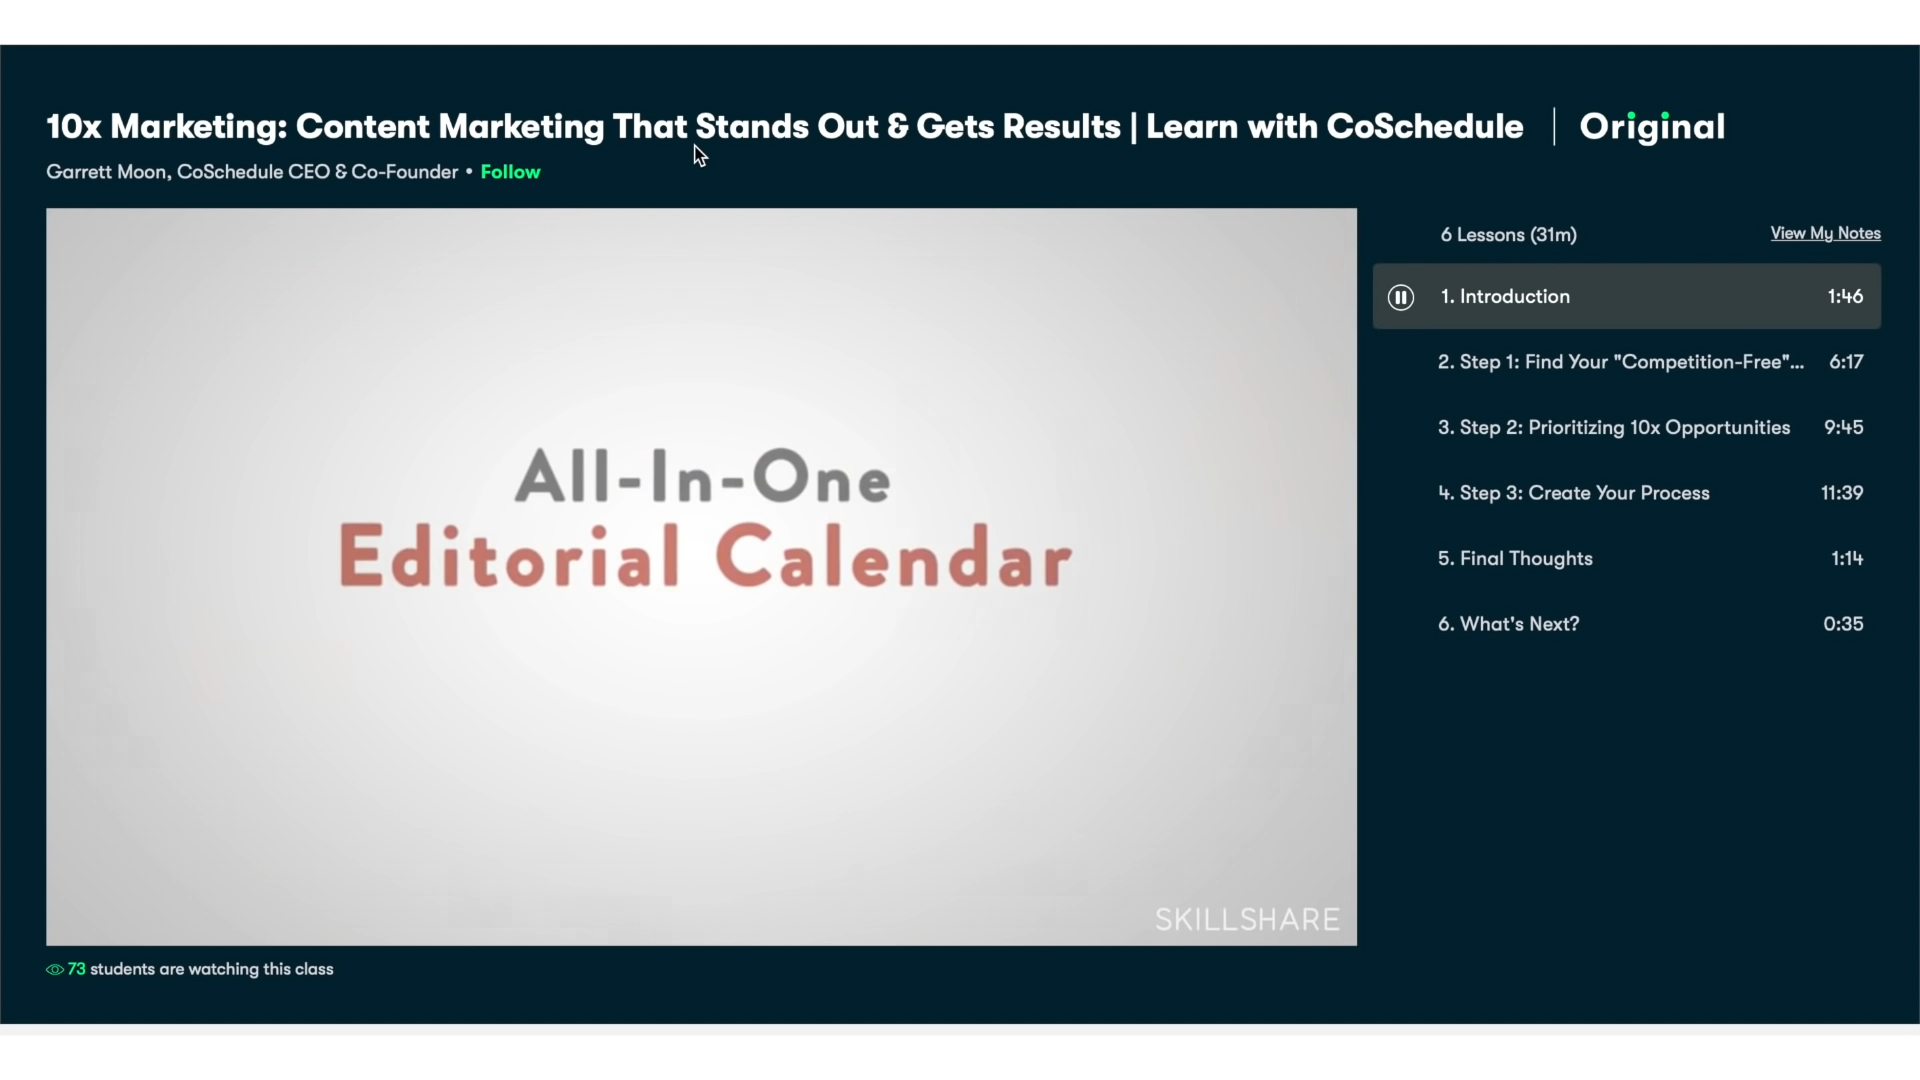 10x Marketing: Content Marketing That Stands Out & Gets Results | Learn with CoSchedule | Original
Garrett Moon, CoSchedule CEO & Co-Founder • Follow
All-In-One
Editorial Calendar
SKILLSHARE
73 students are watching this class
6 Lessons (31m) View My Notes
1. Introduction 1:46
2. Step 1: Find Your "Competition-Free"... 6:17
3. Step 2: Prioritizing 10x Opportunities 9:45
4. Step 3: Create Your Process 11:39
5. Final Thoughts 1:14
6. What's Next? 0:35